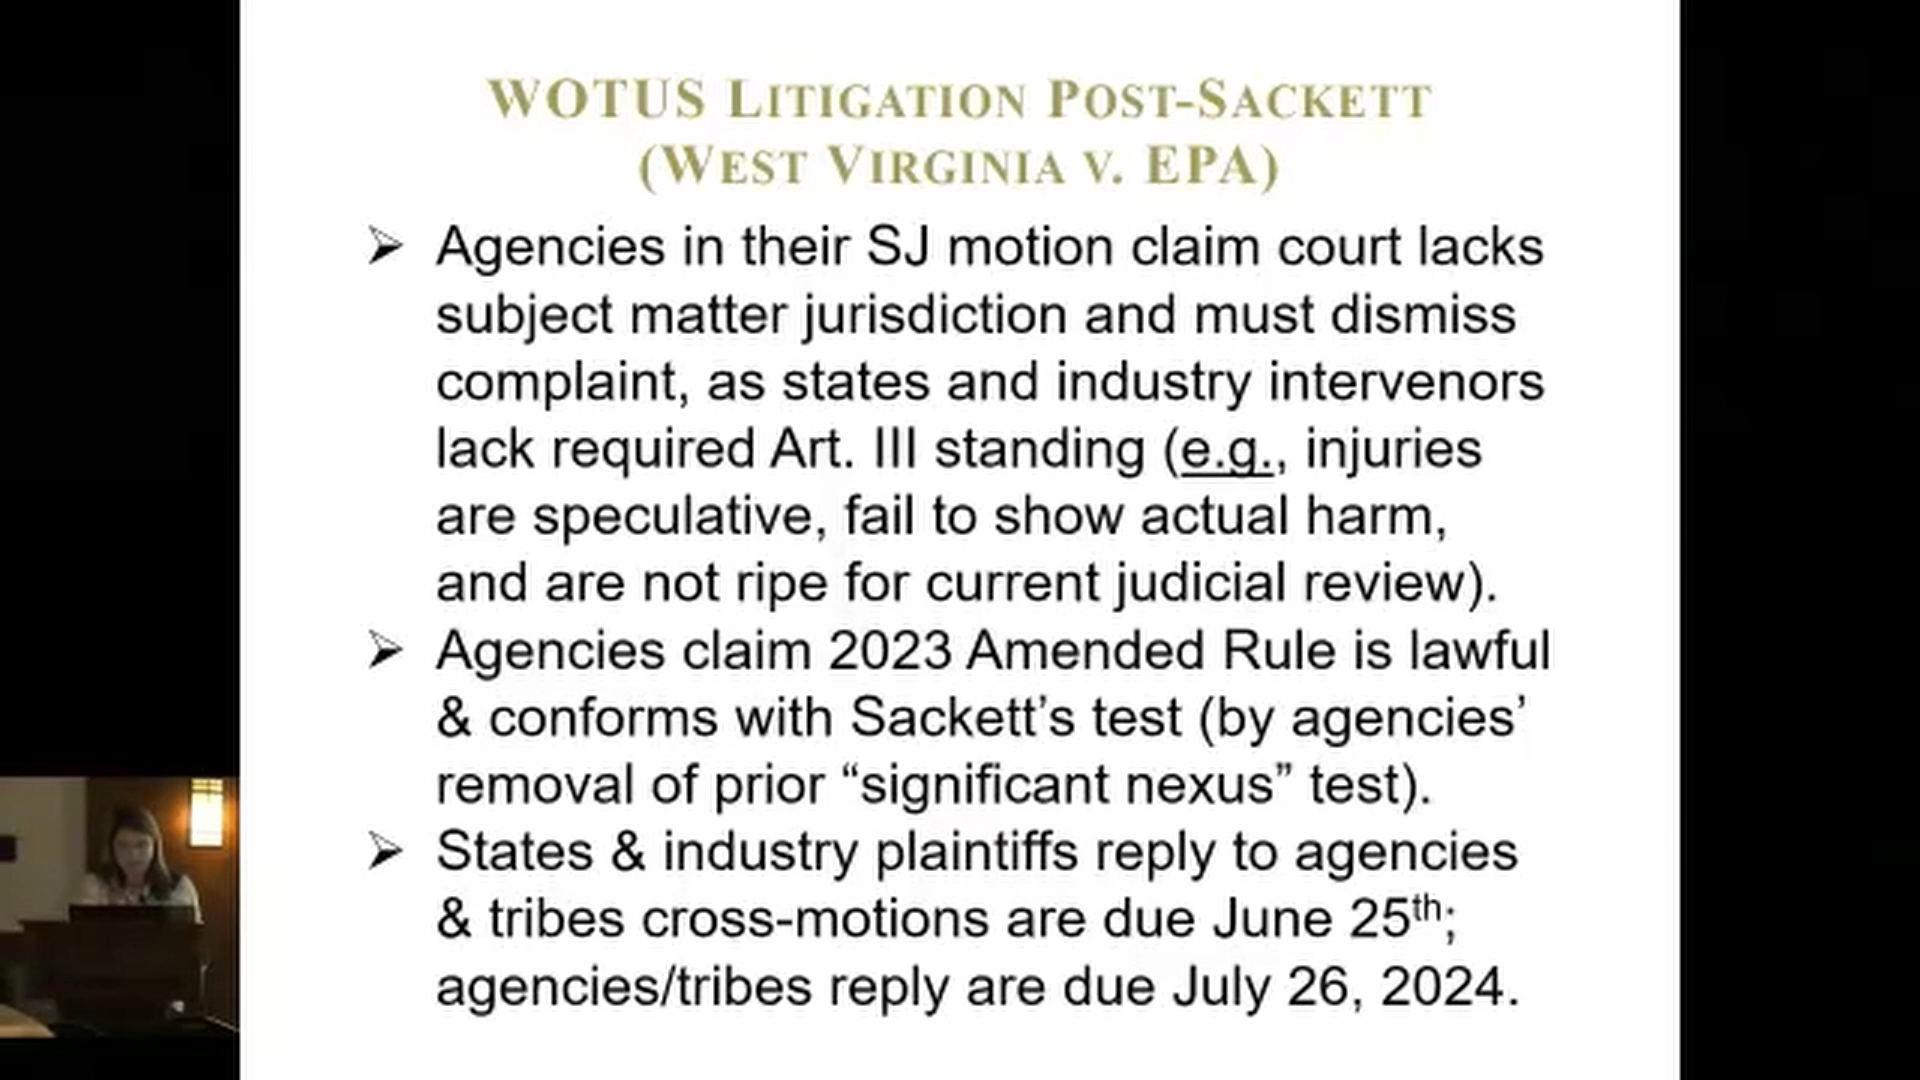 WOTUS LITIGATION POST-SACKETT
(WEST VIRGINIA V. EPA)
Agencies in their SJ motion claim court lacks
subject matter jurisdiction and must dismiss
complaint, as states and industry intervenors
lack required Art. III standing (e.g., injuries
are speculative, fail to show actual harm,
and are not ripe for current judicial review).
Agencies claim 2023 Amended Rule is lawful
& conforms with Sackett’s test (by agencies’
removal of prior “significant nexus” test).
States & industry plaintiffs reply to agencies
& tribes cross-motions are due June 25th;
agencies/tribes reply are due July 26, 2024.